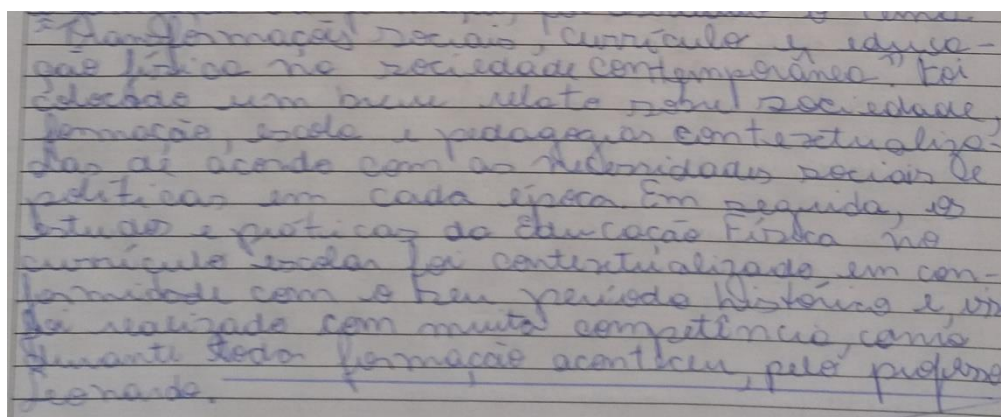 "Transformações sociais, currículo e educa-
ção física na sociedade contemporânea" Foi
colocado um breve relato sobre sociedade,
formação, escola e pedagogias contextualiza-
das de acordo com as necessidades sociais e
políticas em cada época. Em seguida, os
estudos e práticas da Educação Física no
currículo escolar foi contextualizado em con-
formidade com o seu período histórico e,
foi realizado com muita competência, como
durante toda formação aconteceu, pelo professo
Leonardo.